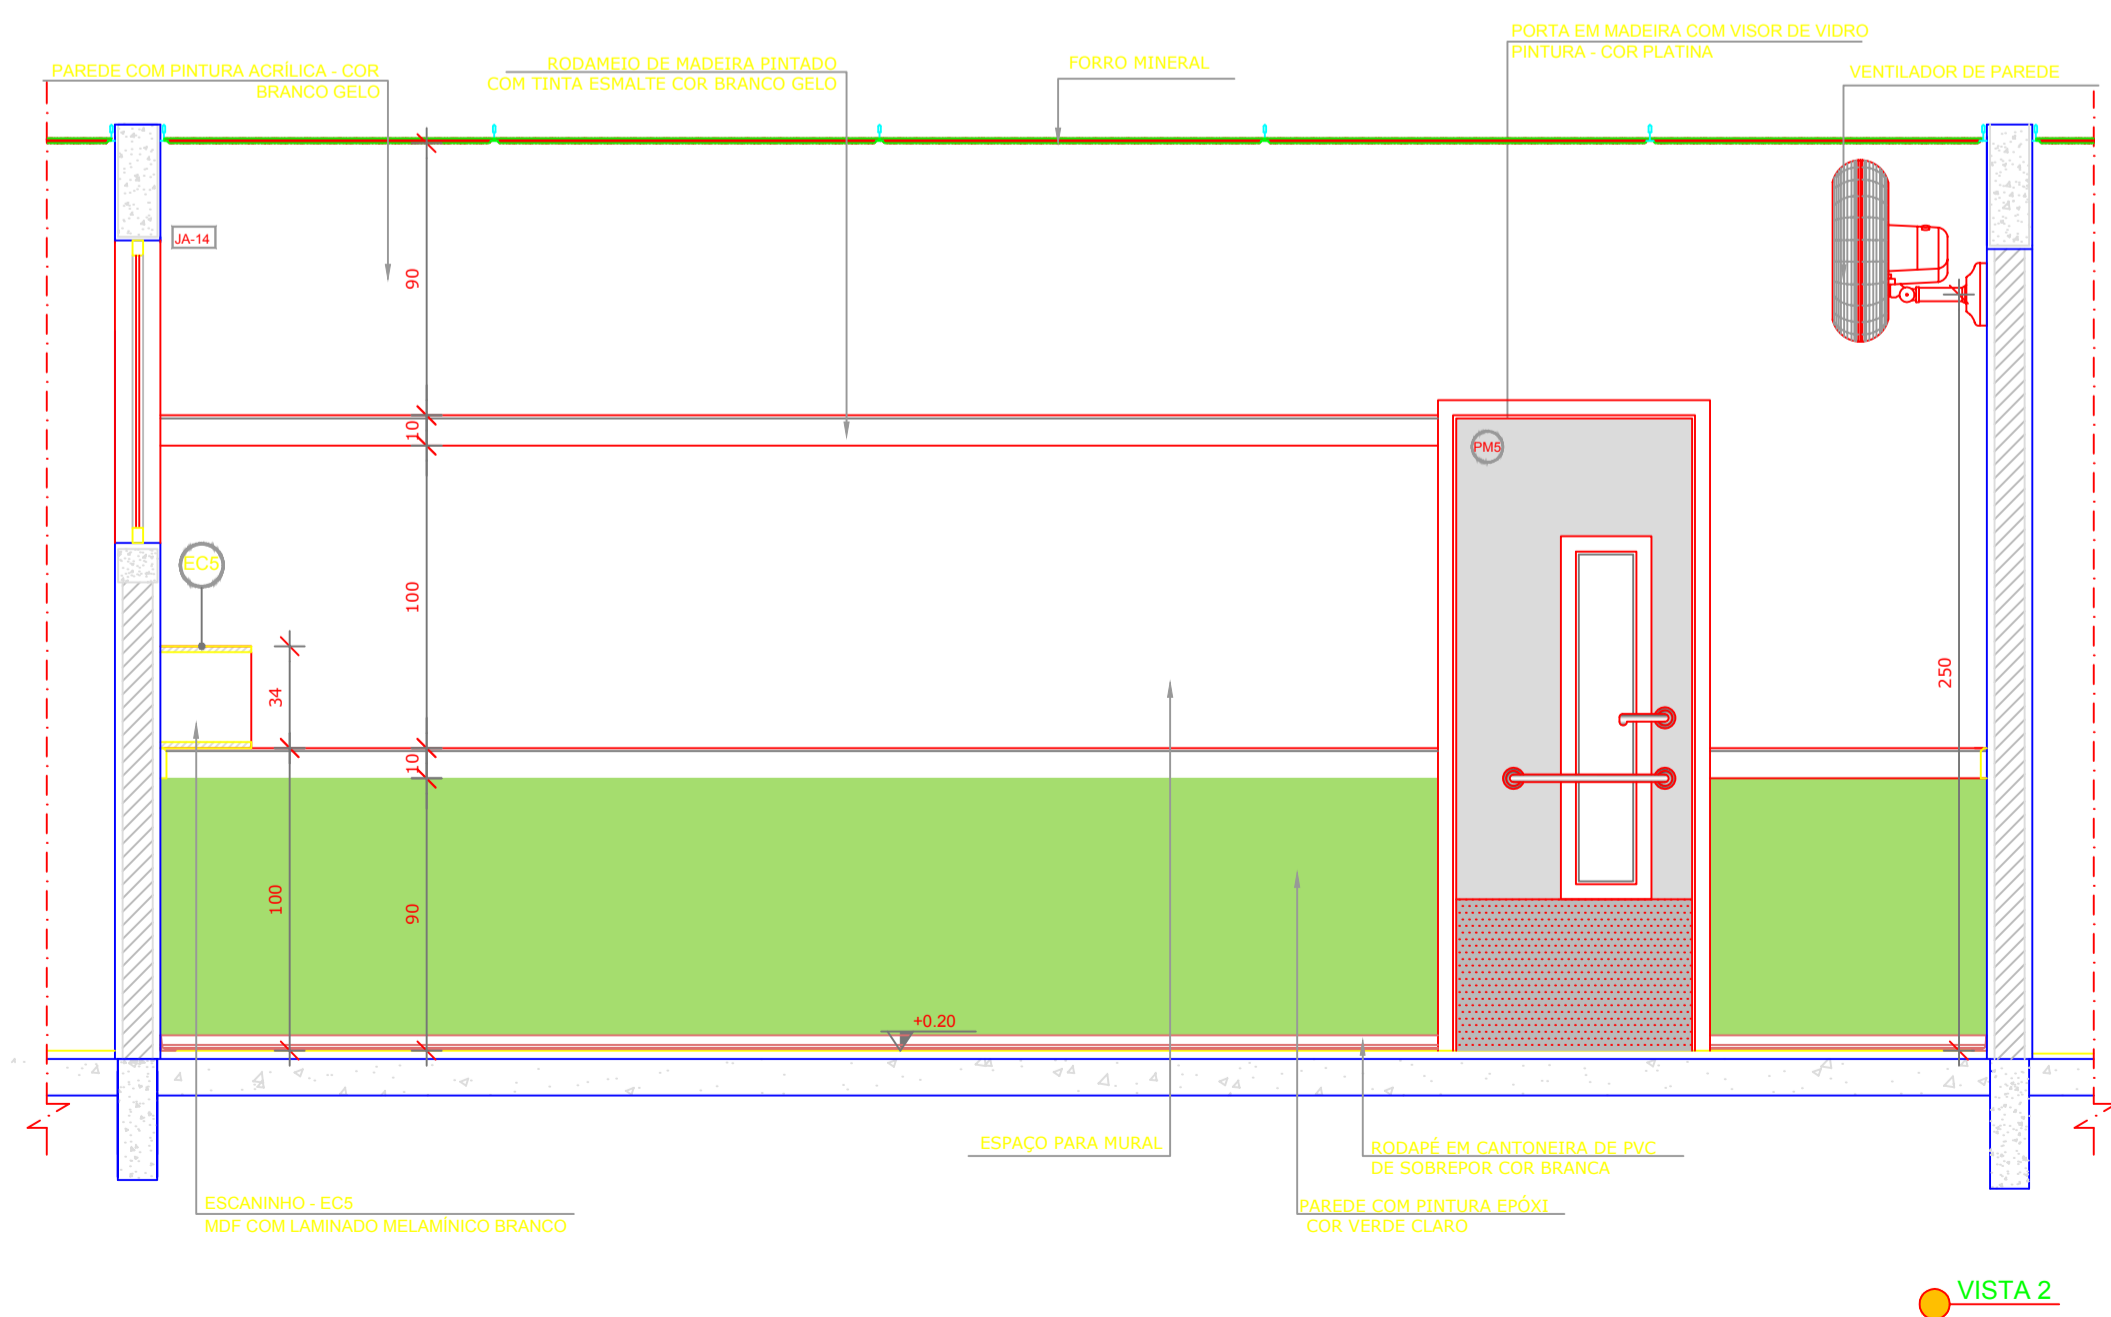 PORTA EM MADEIRA COM VISOR DE VIDRO
PINTURA - COR PLATINA
PAREDE COM PINTURA ACRÍLICA - COR
BRANCO GELO
RODAMEIO DE MADEIRA PINTADO
COM TINTA ESMALTE COR BRANCO GELO
FORRO MINERAL
VENTILADOR DE PAREDE
JA-14
90
10
PM5
EC5
100
34
250
10
100
90
+0.20
ESPAÇO PARA MURAL
RODAPÉ EM CANTONEIRA DE PVC
DE SOBREPOR COR BRANCA
ESCANINHO - EC5
MDF COM LAMINADO MELAMÍNICO BRANCO
PAREDE COM PINTURA EPÓXI
COR VERDE CLARO
VISTA 2